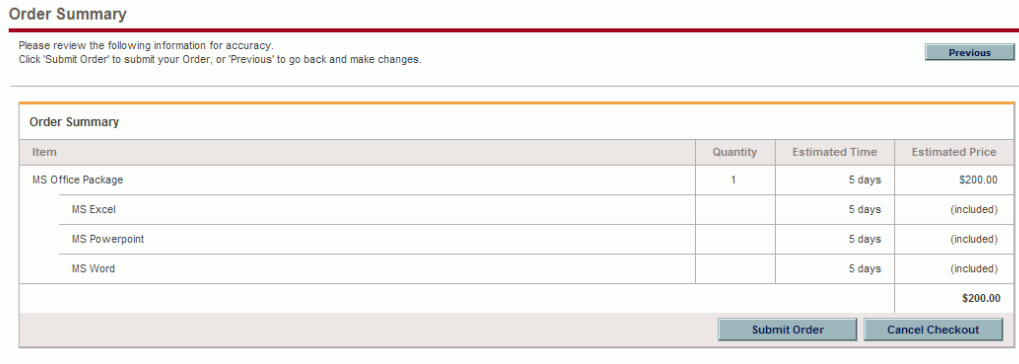 Order Summary
Please review the following information for accuracy.
Click 'Submit Order' to submit your Order, or 'Previous' to go back and make changes.
Previous
Order Summary
Item Quantity Estimated Time Estimated Price
MS Office Package 1 5 days $200.00
MS Excel 5 days (included)
MS Powerpoint 5 days (included)
MS Word 5 days (included)
$200.00
Submit Order Cancel Checkout